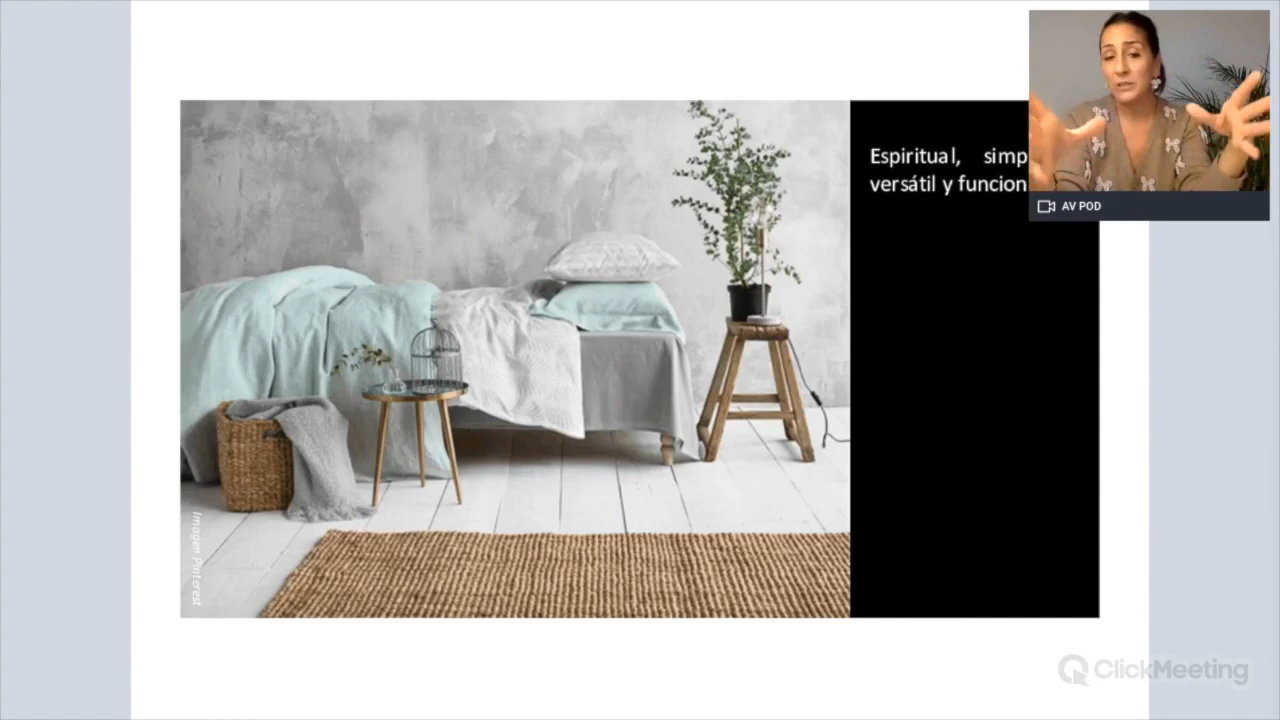 Espiritual, simp
versátil y funcion
AV POD
Imagen Pinterest
ClickMeeting